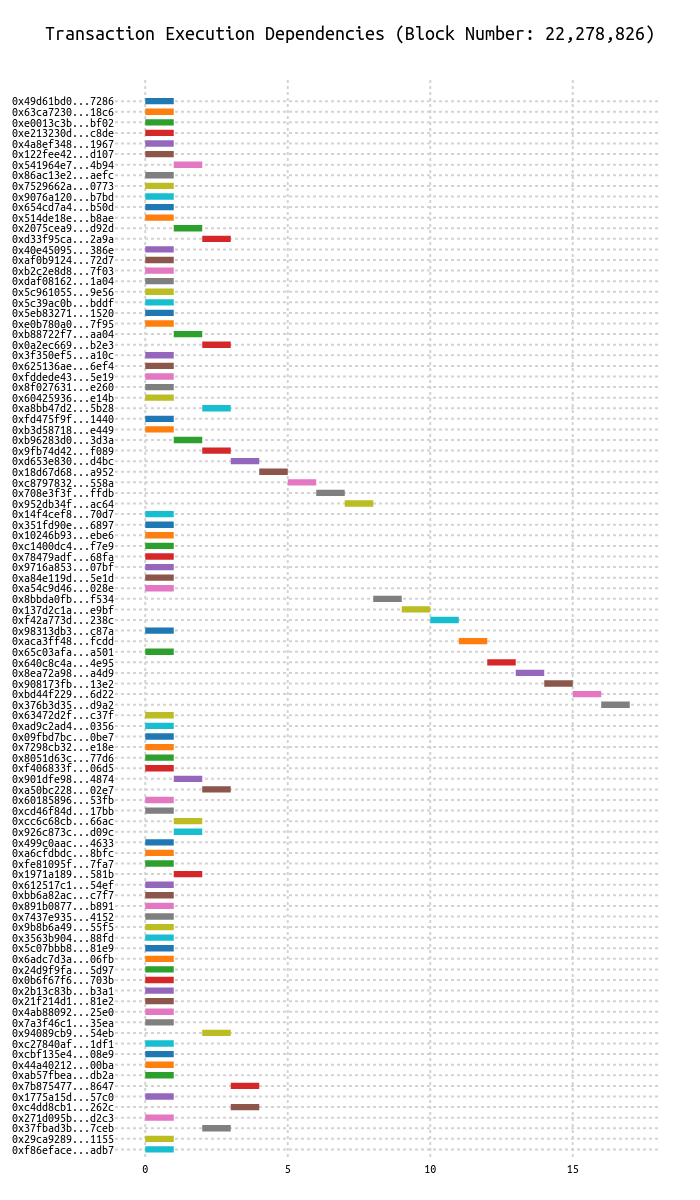 Transaction Execution Dependencies (Block Number: 22,278,826)
0x49d61bd0...7286
0x63ca7230...18c6
0xe0013c3b...bf02
0xe213230d...c8de
0x4a8ef348...1967
0x122fee42...d107
0x541964e7...4b94
0x86ac13e2...aefc
0x7529662a...0773
0x9076a120...b7bd
0x654cd7a4...b50d
0x514de18e...b8ae
0x2075cea9...d92d
0xd33f95ca...2a9a
0x40e45095...386e
0xaf0b9124...72d7
0xb2c2e8d8...7f03
0xdaf08162...1a04
0x5c961055...9e56
0x5c39ac0b...bddf
0x5eb83271...1520
0xe0b780a0...7f95
0xb88722f7...aa04
0x0a2ec669...b2e3
0x3f350ef5...a10c
0x625136ae...6ef4
0xfddede43...5e19
0x8f027631...e260
0x60425936...e14b
0xa8bb47d2...5b28
0xfd475f9f...1440
0xb3d58718...e449
0xb96283d0...3d3a
0x9fb74d42...f089
0xd653e830...d4bc
0x18d67d68...a952
0xc8797832...558a
0x708e3f3f...ffdb
0x952db34f...ac64
0x14f4cef8...70d7
0x351fd90e...6897
0x10246b93...ebe6
0xc1400dc4...f7e9
0x78479adf...68fa
0x9716a853...07bf
0xa84e119d...5e1d
0xa54c9d46...028e
0x8bbda0fb...f534
0x137d2c1a...e9bf
0xf42a773d...238c
0x98313db3...c87a
0xaca3ff48...fcdd
0x65c03afa...a501
0x640c8c4a...4e95
0x8ea72a98...a4d9
0x908173fb...13e2
0xbd44f229...6d22
0x376b3d35...d9a2
0x63472d2f...c37f
0xad9c2ad4...0356
0x09fbd7bc...0be7
0x7298cb32...e18e
0x8051d63c...77d6
0xf406833f...06d5
0x901dfe98...4874
0xa50bc228...02e7
0x60185896...53fb
0xcd46f84d...17bb
0xcc6c68cb...66ac
0x926c873c...d09c
0x499c0aac...4633
0xa6cfdbdc...8bfc
0xfe81095f...7fa7
0x1971a189...581b
0x612517c1...54ef
0xbb6a82ac...c7f7
0x891b0877...b891
0x7437e935...4152
0x9b8b6a49...55f5
0x3563b904...88fd
0x5c07bbb8...81e9
0x6adc7d3a...06fb
0x24d9f9fa...5d97
0x0b6f67f6...703b
0x2b13c83b...b3a1
0x21f214d1...81e2
0x4ab88092...25e0
0x7a3f46c1...35ea
0x94089cb9...54eb
0xc27840af...1df1
0xcbf135e4...08e9
0x44a40212...00ba
0xab57fbea...db2a
0x7b875477...8647
0x1775a15d...57c0
0xc4dd8cb1...262c
0x271d095b...d2c3
0x37fbad3b...7ceb
0x29ca9289...1155
0xf86eface...adb7
0 5 10 15